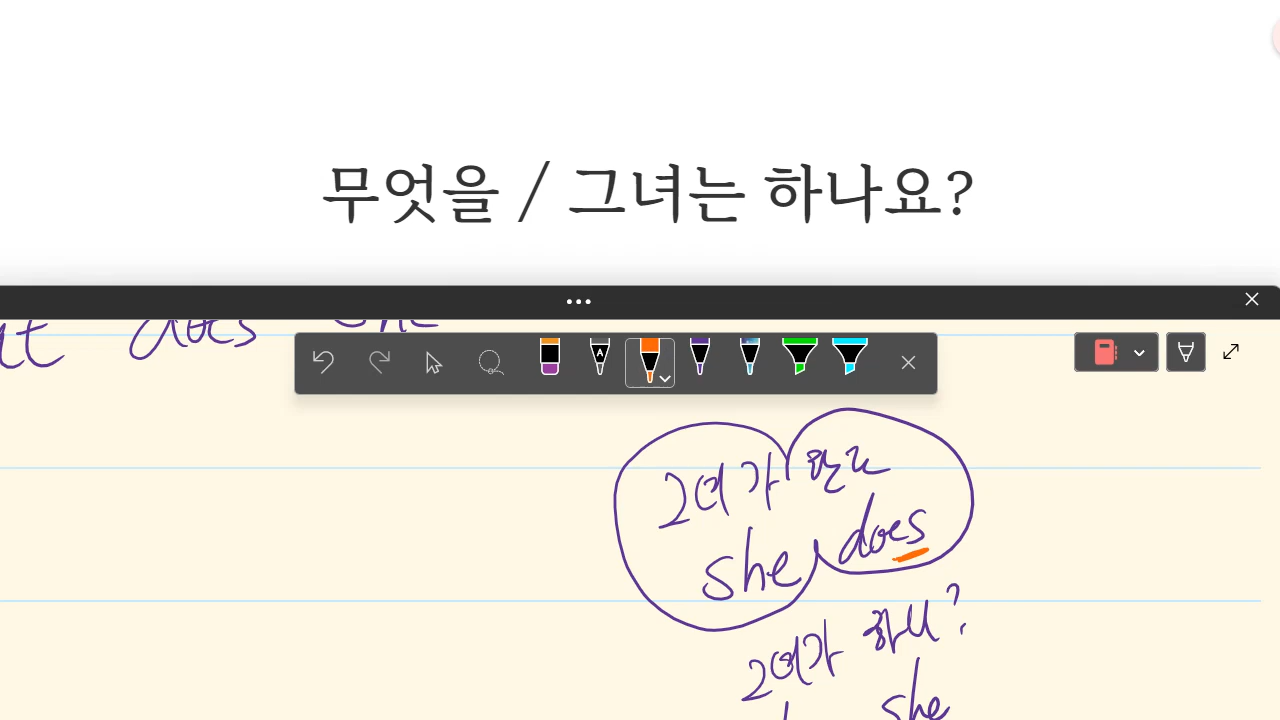 무엇을 / 그녀는 하나요?
does she
그녀가 한다
she does
그녀가 하니?
she